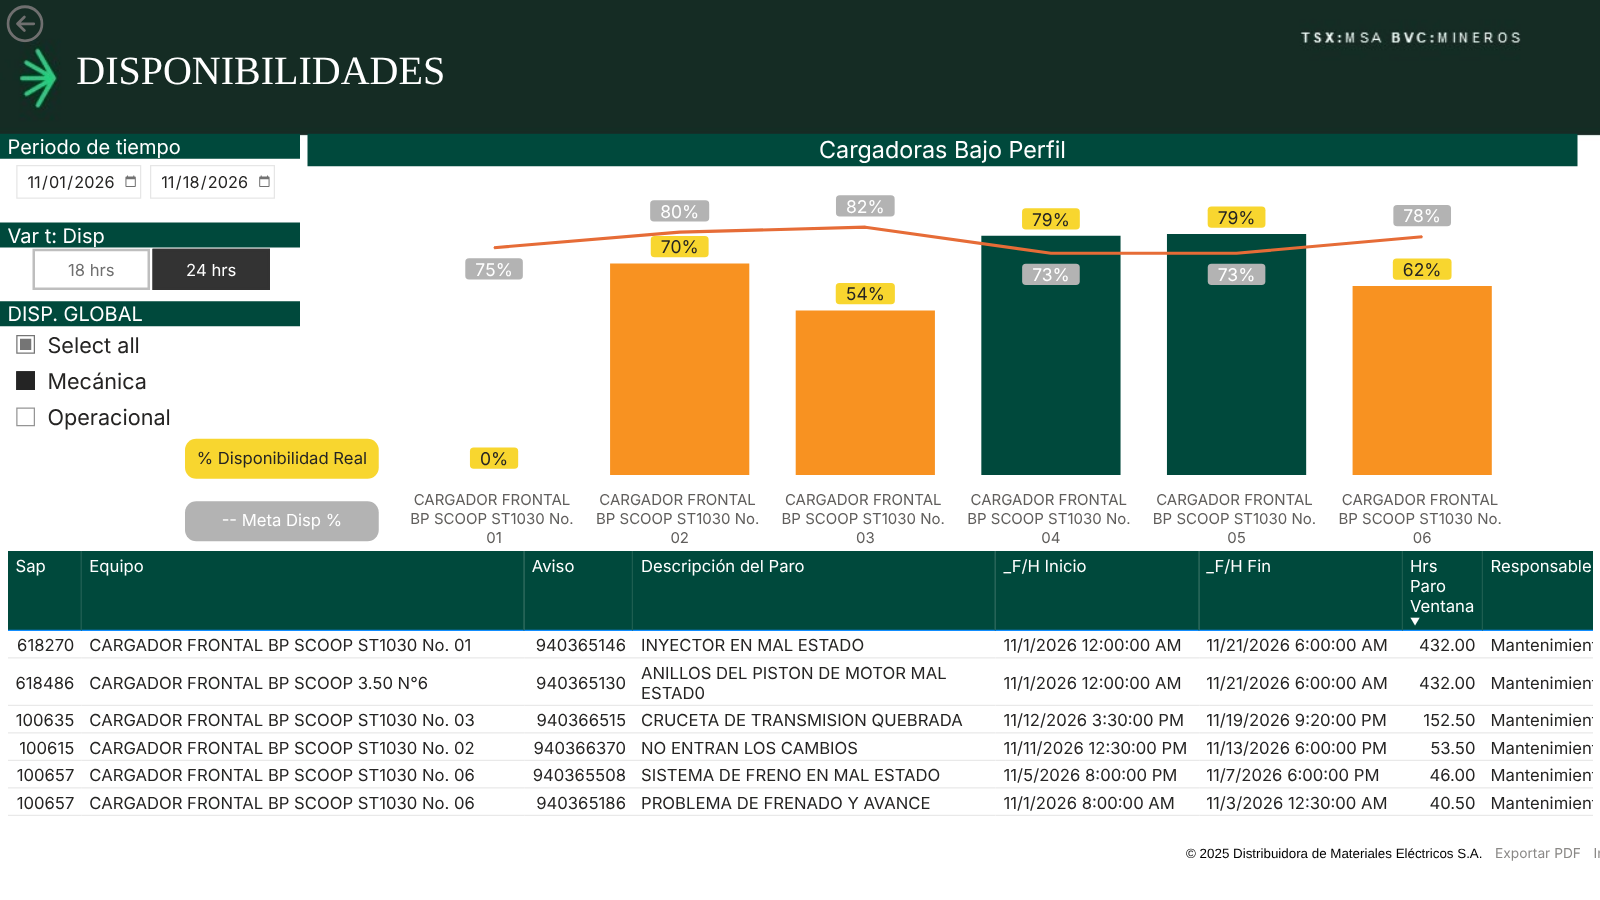 TSX:MSA BVC:MINEROS
DISPONIBILIDADES
Periodo de tiempo
11/01/2026
11/18/2026
Var t: Disp
18 hrs
24 hrs
DISP. GLOBAL
Select all
Mecánica
Operacional
% Disponibilidad Real
-- Meta Disp %
Cargadoras Bajo Perfil
75%
80%
82%
73%
73%
78%
0%
70%
54%
79%
79%
62%
CARGADOR FRONTAL
BP SCOOP ST1030 No.
01
CARGADOR FRONTAL
BP SCOOP ST1030 No.
02
CARGADOR FRONTAL
BP SCOOP ST1030 No.
03
CARGADOR FRONTAL
BP SCOOP ST1030 No.
04
CARGADOR FRONTAL
BP SCOOP ST1030 No.
05
CARGADOR FRONTAL
BP SCOOP ST1030 No.
06
Sap Equipo Aviso Descripción del Paro _F/H Inicio _F/H Fin Hrs Paro Ventana Responsable
618270 CARGADOR FRONTAL BP SCOOP ST1030 No. 01 940365146 INYECTOR EN MAL ESTADO 11/1/2026 12:00:00 AM 11/21/2026 6:00:00 AM 432.00 Mantenimien
618486 CARGADOR FRONTAL BP SCOOP 3.50 N°6 940365130 ANILLOS DEL PISTON DE MOTOR MAL ESTAD0 11/1/2026 12:00:00 AM 11/21/2026 6:00:00 AM 432.00 Mantenimien
100635 CARGADOR FRONTAL BP SCOOP ST1030 No. 03 940366515 CRUCETA DE TRANSMISION QUEBRADA 11/12/2026 3:30:00 PM 11/19/2026 9:20:00 PM 152.50 Mantenimien
100615 CARGADOR FRONTAL BP SCOOP ST1030 No. 02 940366370 NO ENTRAN LOS CAMBIOS 11/11/2026 12:30:00 PM 11/13/2026 6:00:00 PM 53.50 Mantenimien
100657 CARGADOR FRONTAL BP SCOOP ST1030 No. 06 940365508 SISTEMA DE FRENO EN MAL ESTADO 11/5/2026 8:00:00 PM 11/7/2026 6:00:00 PM 46.00 Mantenimien
100657 CARGADOR FRONTAL BP SCOOP ST1030 No. 06 940365186 PROBLEMA DE FRENADO Y AVANCE 11/1/2026 8:00:00 AM 11/3/2026 12:30:00 AM 40.50 Mantenimien
© 2025 Distribuidora de Materiales Eléctricos S.A. Exportar PDF